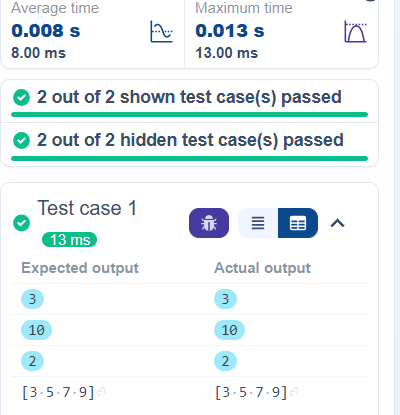 Average time
Maximum time
0.008 s
0.013 s
8.00 ms
13.00 ms
2 out of 2 shown test case(s) passed
2 out of 2 hidden test case(s) passed
Test case 1
13 ms
Expected output
Actual output
3
3
10
10
2
2
[3·5·7·9]⏎
[3·5·7·9]⏎